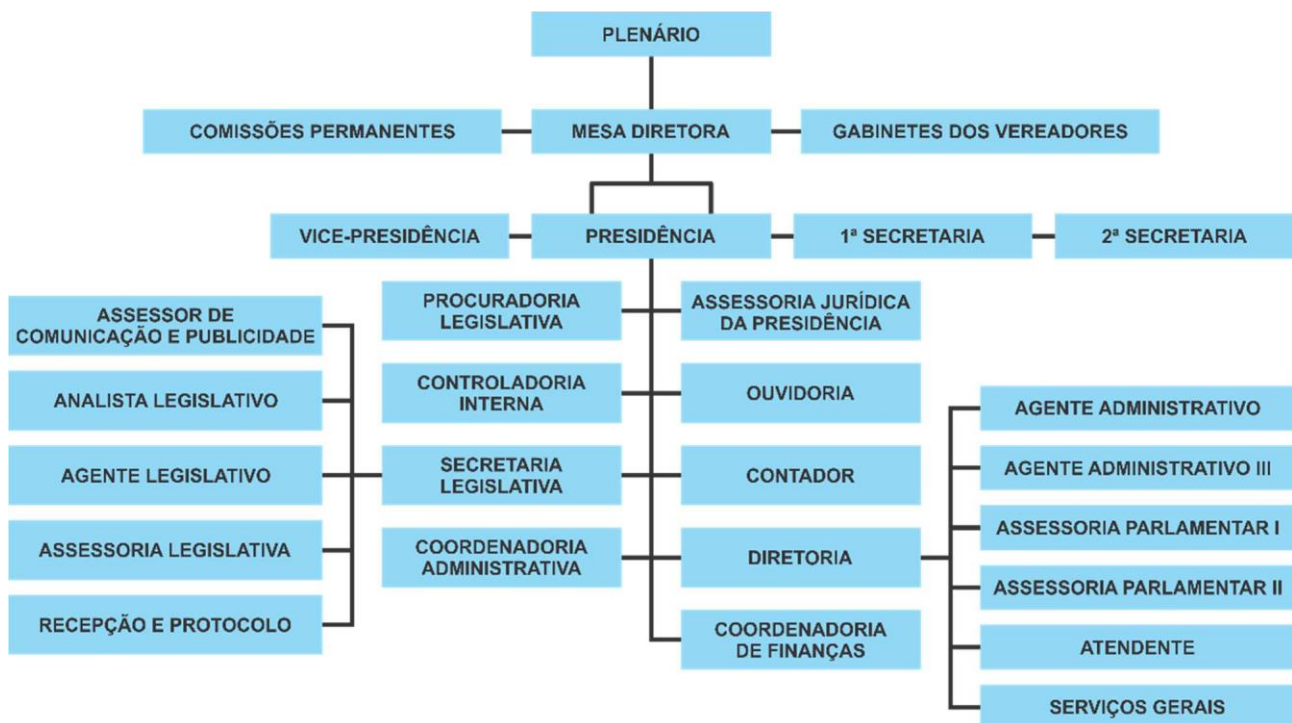 PLENÁRIO
COMISSÕES PERMANENTES
MESA DIRETORA
GABINETES DOS VEREADORES
VICE-PRESIDÊNCIA
PRESIDÊNCIA
1ª SECRETARIA
2ª SECRETARIA
ASSESSOR DE
COMUNICAÇÃO E PUBLICIDADE
ANALISTA LEGISLATIVO
AGENTE LEGISLATIVO
ASSESSORIA LEGISLATIVA
RECEPÇÃO E PROTOCOLO
PROCURADORIA
LEGISLATIVA
CONTROLADORIA
INTERNA
SECRETARIA
LEGISLATIVA
COORDENADORIA
ADMINISTRATIVA
ASSESSORIA JURÍDICA
DA PRESIDÊNCIA
OUVIDORIA
CONTADOR
DIRETORIA
COORDENADORIA
DE FINANÇAS
AGENTE ADMINISTRATIVO
AGENTE ADMINISTRATIVO III
ASSESSORIA PARLAMENTAR I
ASSESSORIA PARLAMENTAR II
ATENDENTE
SERVIÇOS GERAIS